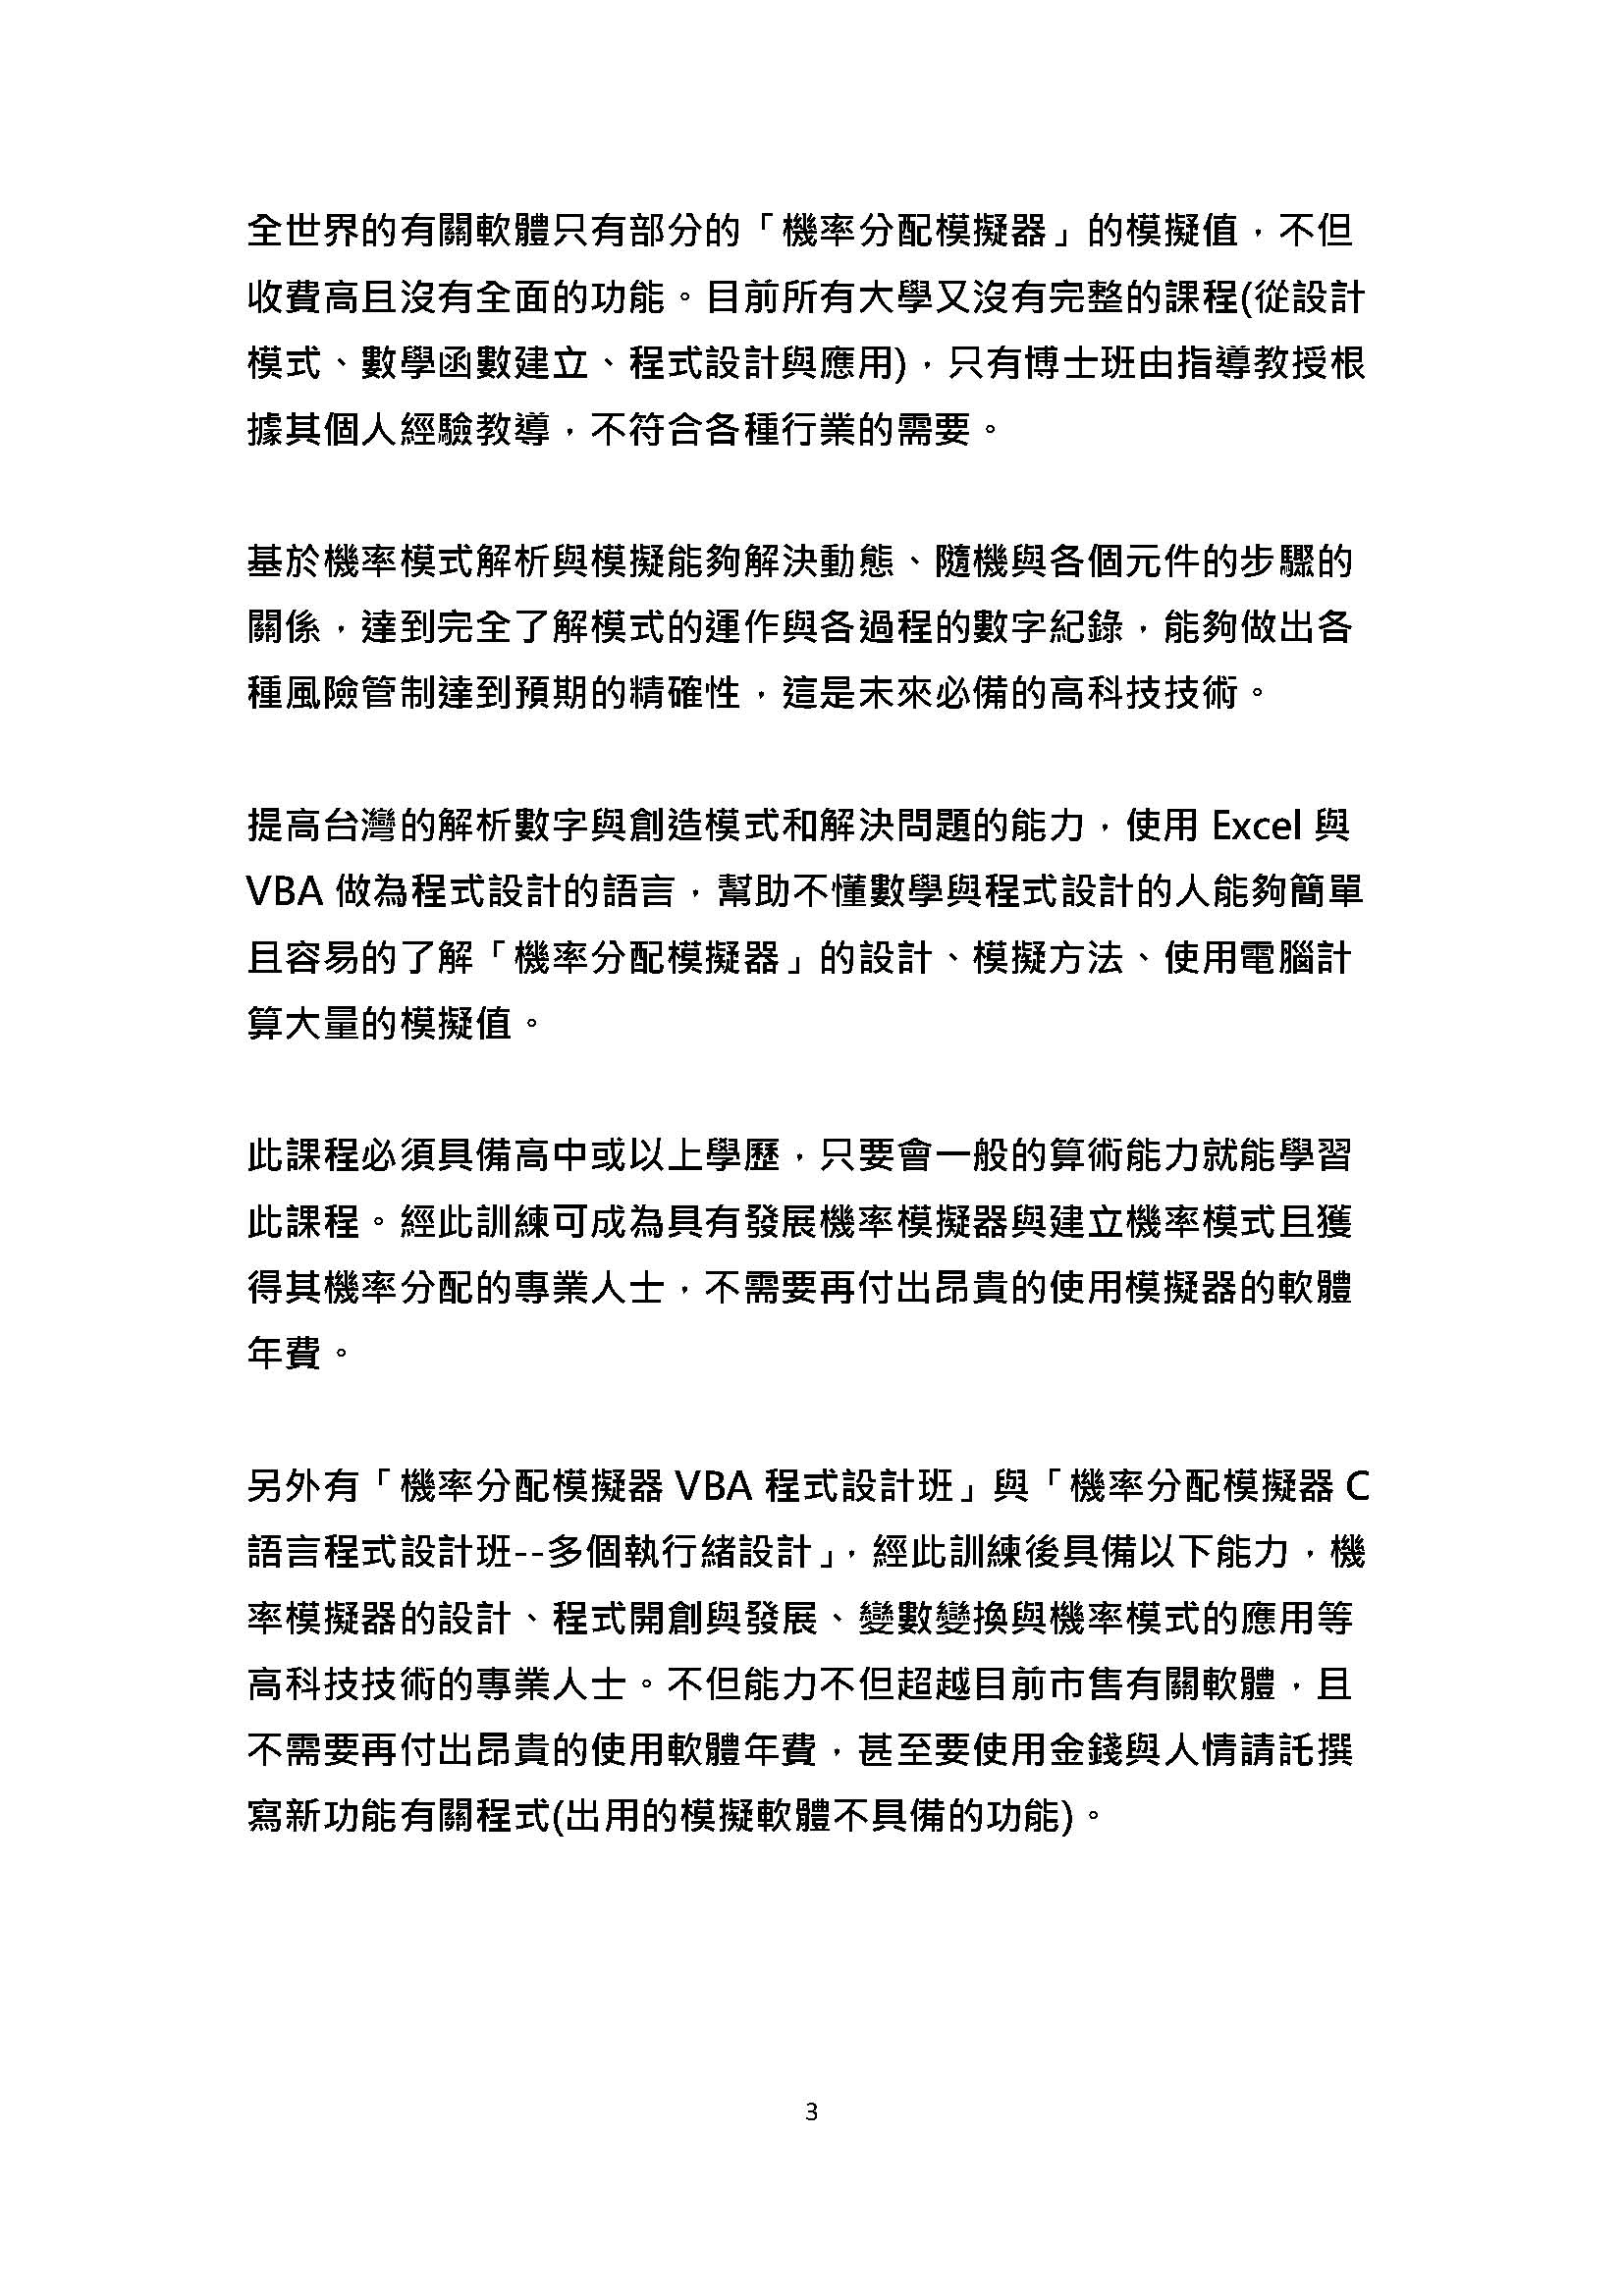 全世界的有關軟體只有部分的「機率分配模擬器」的模擬值，不但
收費高且沒有全面的功能。目前所有大學又沒有完整的課程(從設計
模式、數學函數建立、程式設計與應用)，只有博士班由指導教授根
據其個人經驗教導，不符合各種行業的需要。
基於機率模式解析與模擬能夠解決動態、隨機與各個元件的步驟的
關係，達到完全了解模式的運作與各過程的數字紀錄，能夠做出各
種風險管制達到預期的精確性，這是未來必備的高科技技術。
提高台灣的解析數字與創造模式和解決問題的能力，使用 Excel 與
VBA 做為程式設計的語言，幫助不懂數學與程式設計的人能夠簡單
且容易的了解「機率分配模擬器」的設計、模擬方法、使用電腦計
算大量的模擬值。
此課程必須具備高中或以上學歷，只要會一般的算術能力就能學習
此課程。經此訓練可成為具有發展機率模擬器與建立機率模式且獲
得其機率分配的專業人士，不需要再付出昂貴的使用模擬器的軟體
年費。
另外有「機率分配模擬器 VBA 程式設計班」與「機率分配模擬器 C
語言程式設計班--多個執行緒設計」，經此訓練後具備以下能力，機
率模擬器的設計、程式開創與發展、變數變換與機率模式的應用等
高科技技術的專業人士。不但能力不但超越目前市售有關軟體，且
不需要再付出昂貴的使用軟體年費，甚至要使用金錢與人情請託撰
寫新功能有關程式(出用的模擬軟體不具備的功能)。
3